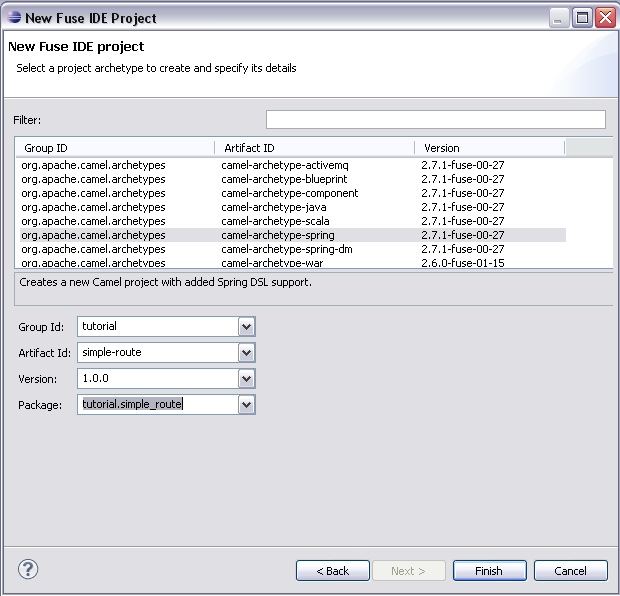 New Fuse IDE Project
New Fuse IDE project
Select a project archetype to create and specify its details
Filter:
Group ID Artifact ID Version
org.apache.camel.archetypes camel-archetype-activemq 2.7.1-fuse-00-27
org.apache.camel.archetypes camel-archetype-blueprint 2.7.1-fuse-00-27
org.apache.camel.archetypes camel-archetype-component 2.7.1-fuse-00-27
org.apache.camel.archetypes camel-archetype-java 2.7.1-fuse-00-27
org.apache.camel.archetypes camel-archetype-scala 2.7.1-fuse-00-27
org.apache.camel.archetypes camel-archetype-spring 2.7.1-fuse-00-27
org.apache.camel.archetypes camel-archetype-spring-dm 2.7.1-fuse-00-27
org.apache.camel.archetypes camel-archetype-war 2.6.0-fuse-01-15
Creates a new Camel project with added Spring DSL support.
Group Id: tutorial
Artifact Id: simple-route
Version: 1.0.0
Package: tutorial.simple_route
? < Back Next > Finish Cancel